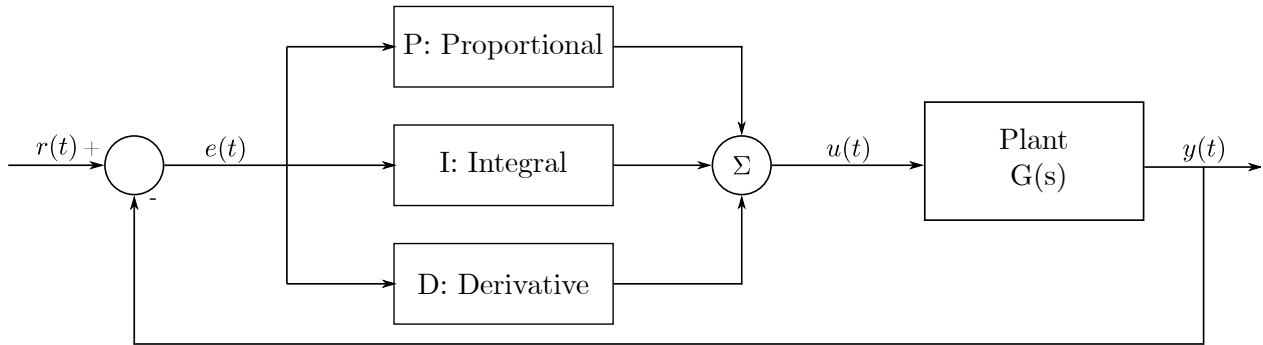 P: Proportional
r(t) +
e(t)
I: Integral
Σ
u(t)
Plant
G(s)
y(t)
-
D: Derivative